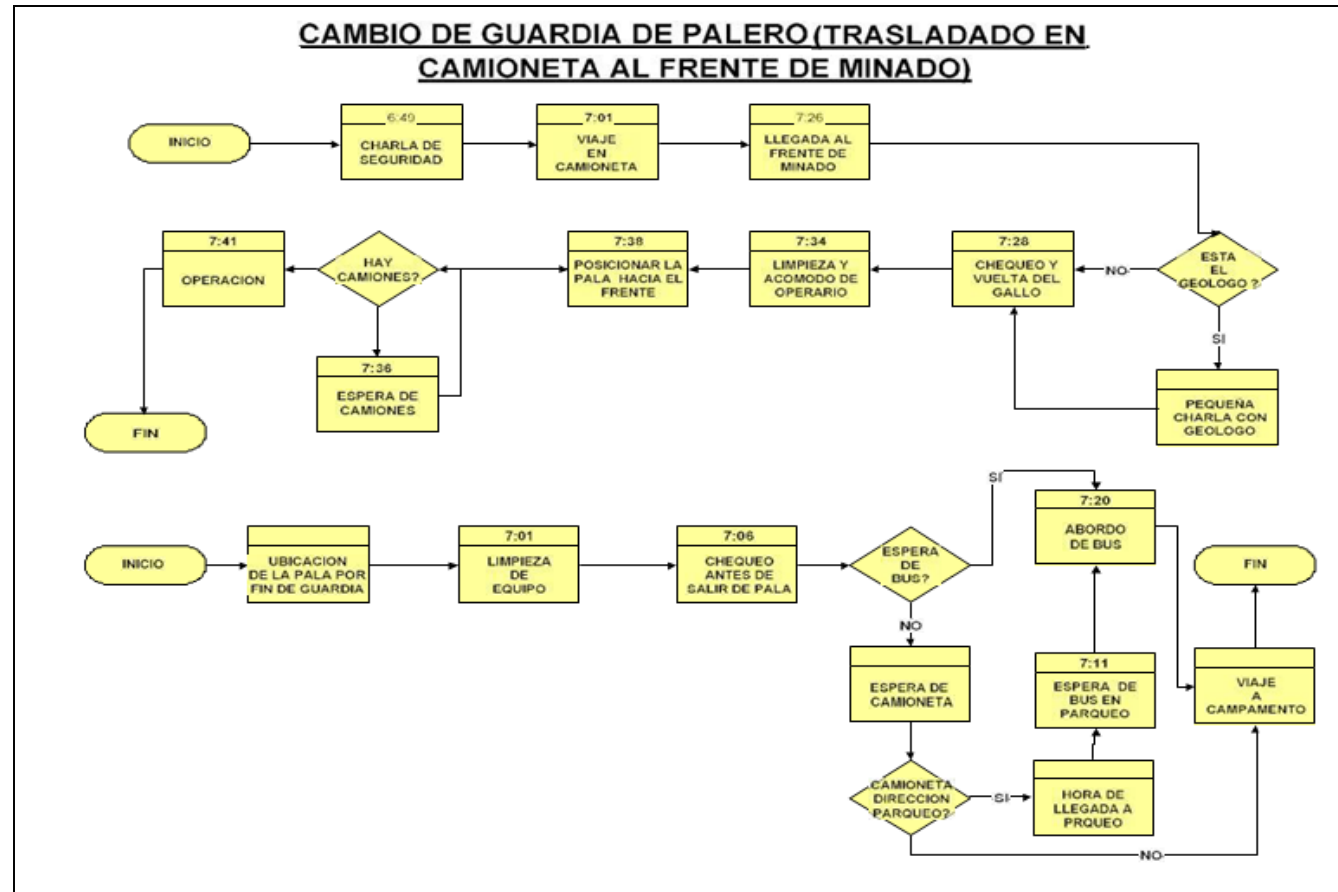 CAMBIO DE GUARDIA DE PALERO(TRASLADADO EN
CAMIONETA AL FRENTE DE MINADO)
INICIO
6:49
CHARLA DE
SEGURIDAD
7:01
VIAJE
EN
CAMIONETA
7:26
LLEGADA AL
FRENTE DE
MINADO
7:41
OPERACION
HAY
CAMIONES?
7:38
POSICIONAR LA
PALA HACIA EL
FRENTE
7:34
LIMPIEZA Y
ACOMODO DE
OPERARIO
7:28
CHEQUEO Y
VUELTA DEL
GALLO
NO
ESTA
EL
GEOLOGO ?
SI
7:36
ESPERA DE
CAMIONES
PEQUEÑA
CHARLA CON
GEOLOGO
FIN
INICIO
UBICACION
DE LA PALA POR
FIN DE GUARDIA
7:01
LIMPIEZA
DE
EQUIPO
7:06
CHEQUEO
ANTES DE
SALIR DE PALA
ESPERA
DE
BUS?
SI
7:20
ABORDO
DE BUS
FIN
NO
ESPERA DE
CAMIONETA
7:11
ESPERA DE
BUS EN
PARQUEO
VIAJE
A
CAMPAMENTO
CAMIONETA
DIRECCION
PARQUEO?
SI
HORA DE
LLEGADA A
PRQUEO
NO